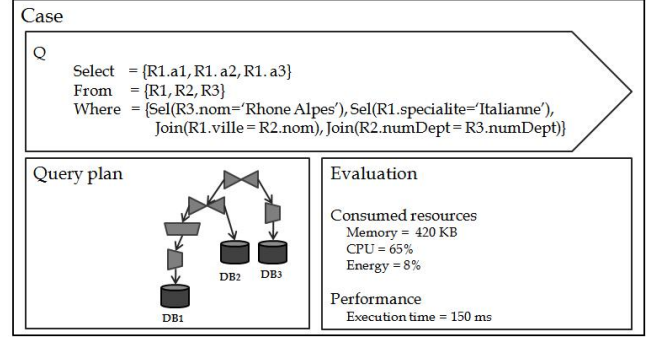 Case
Q
Select = {R1.a1, R1. a2, R1. a3}
From = {R1, R2, R3}
Where = {Sel(R3.nom=‘Rhone Alpes’), Sel(R1.specialite=‘Italianne’),
Join(R1.ville = R2.nom), Join(R2.numDept = R3.numDept)}
Query plan
DB2
DB3
DB1
Evaluation
Consumed resources
Memory = 420 KB
CPU = 65%
Energy = 8%
Performance
Execution time = 150 ms